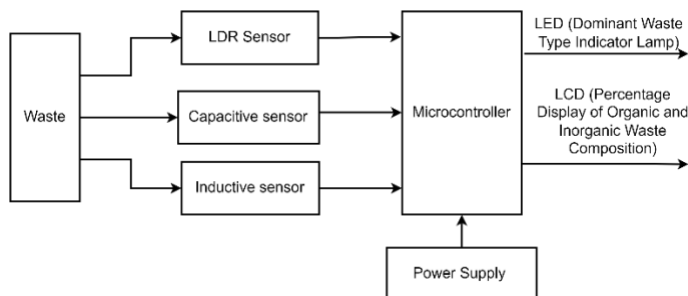 LDR Sensor
LED (Dominant Waste
Type Indicator Lamp)
Waste
Capacitive sensor
Microcontroller
LCD (Percentage
Display of Organic and
Inorganic Waste
Composition)
Inductive sensor
Power Supply